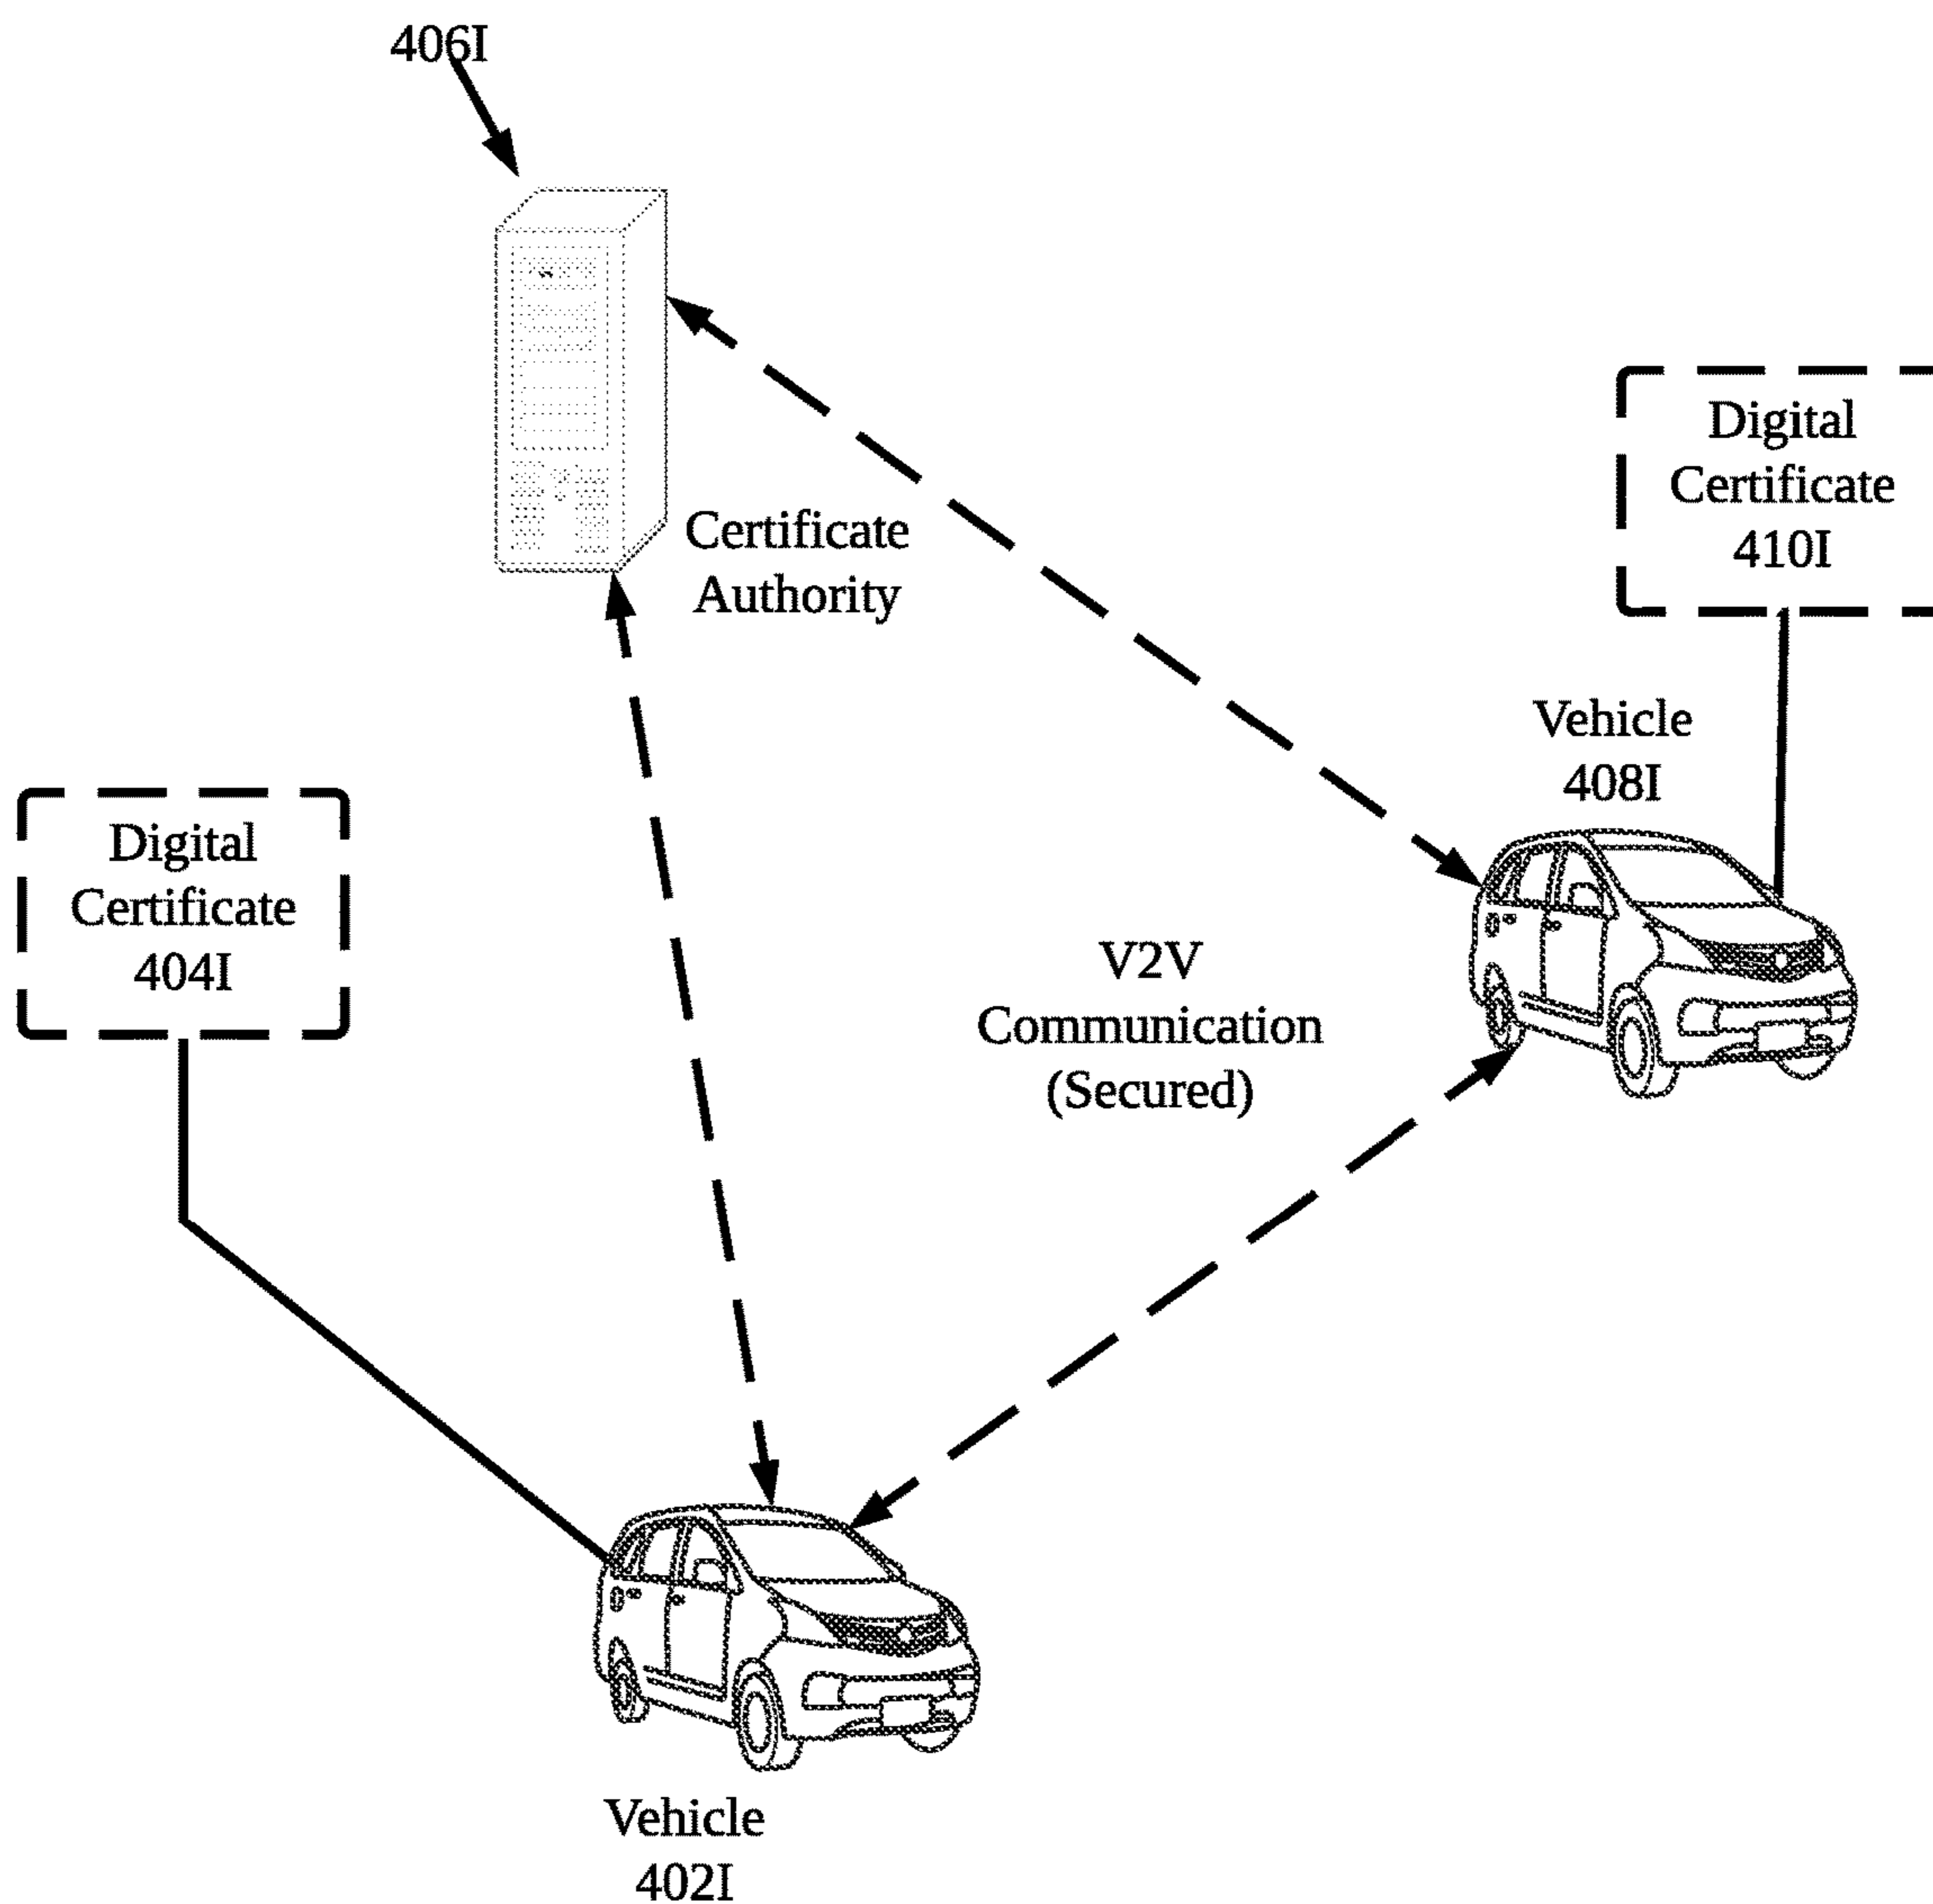 406I
Certificate
Authority
Digital
Certificate
410I
Vehicle
408I
Digital
Certificate
404I
V2V
Communication
(Secured)
Vehicle
402I